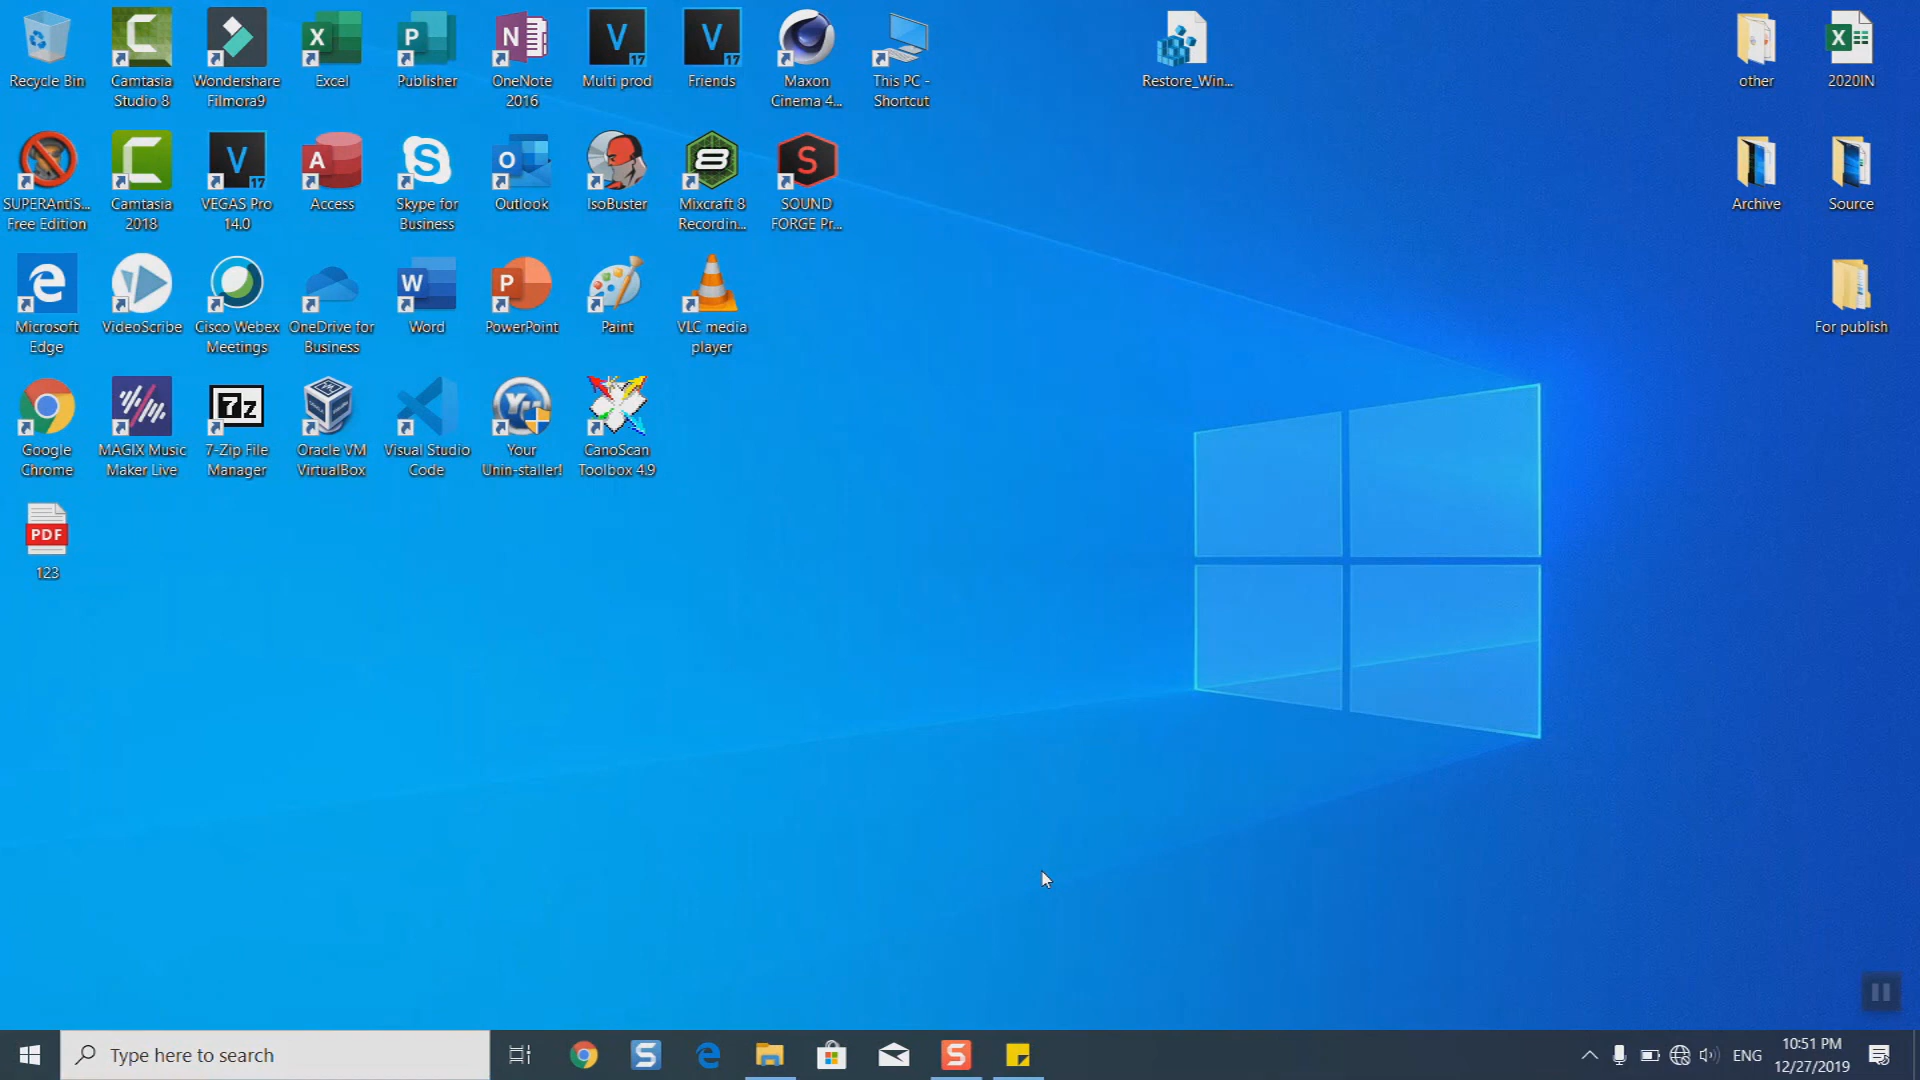 Recycle Bin
Camtasia
Studio 8
Wondershare
Filmora9
Excel
Publisher
OneNote
2016
Multi prod
Friends
Maxon
Cinema 4...
This PC -
Shortcut
Restore_Win...
other
2020IN
SUPERAntiS...
Free Edition
Camtasia
2018
VEGAS Pro
14.0
Access
Skype for
Business
Outlook
IsoBuster
Mixcraft 8
Recordin...
SOUND
FORGE Pr...
Archive
Source
Microsoft
Edge
VideoScribe
Cisco Webex
Meetings
OneDrive for
Business
Word
PowerPoint
Paint
VLC media
player
For publish
Google
Chrome
MAGIX Music
Maker Live
7-Zip File
Manager
Oracle VM
VirtualBox
Visual Studio
Code
Your
Unin-staller!
CanoScan
Toolbox 4.9
PDF
123
Type here to search
ENG
10:51 PM
12/27/2019